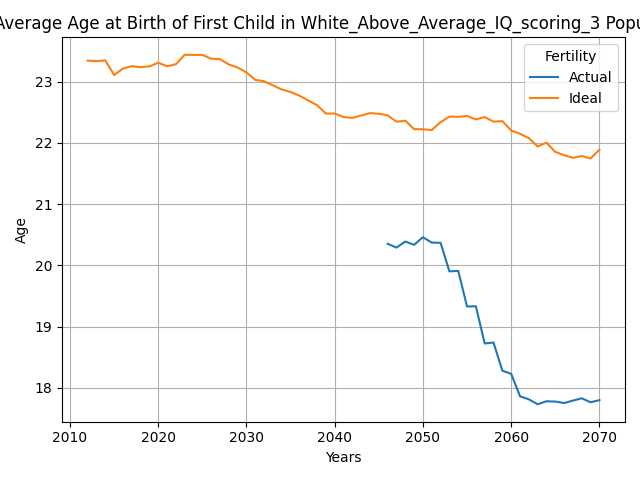 Average Age at Birth of First Child in White_Above_Average_IQ_scoring_3 Popu
Fertility
Actual
Ideal
23
22
21
20
19
18
Age
2010 2020 2030 2040 2050 2060 2070
Years